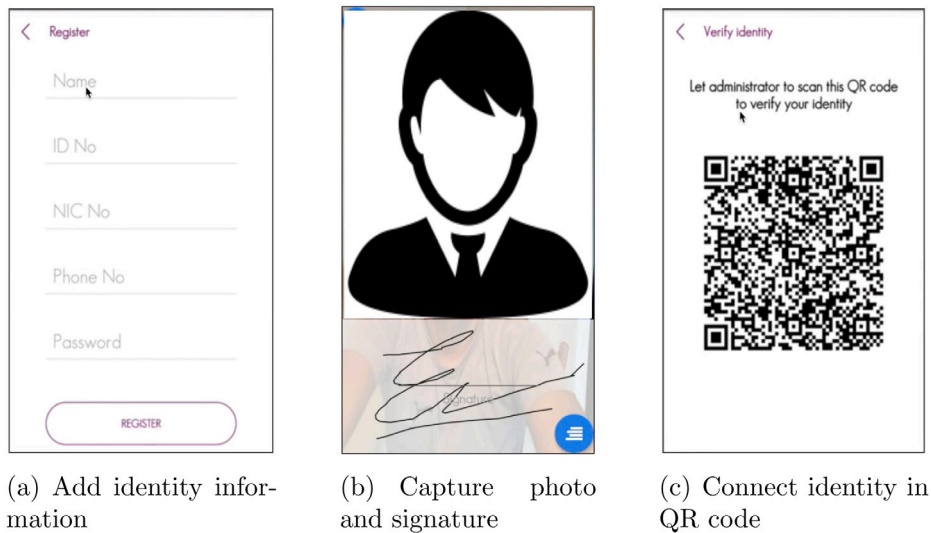 Register
Name
ID No
NIC No
Phone No
Password
REGISTER
(a) Add identity infor-
mation
Signature
(b) Capture photo
and signature
Verify identity
Let administrator to scan this QR code
to verify your identity
(c) Connect identity in
QR code